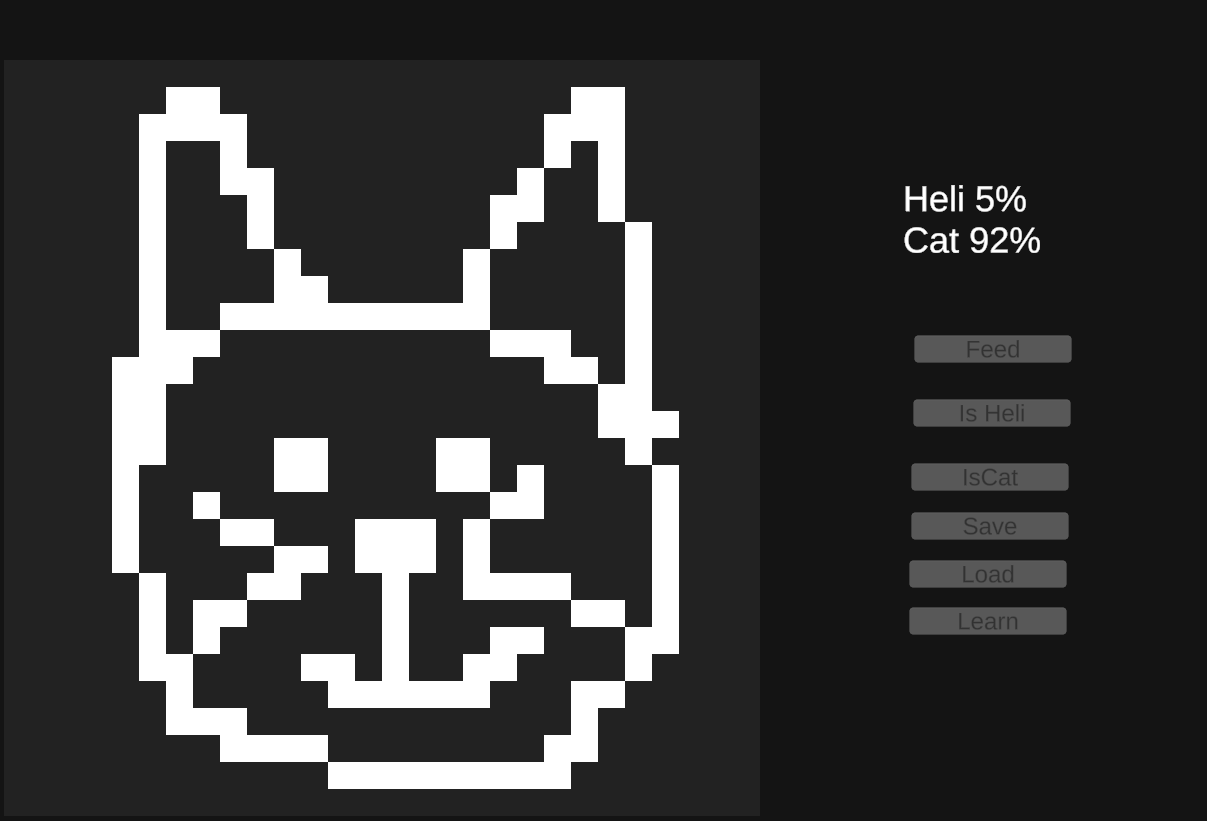 Heli 5%
Cat 92%
Feed
Is Heli
IsCat
Save
Load
Learn